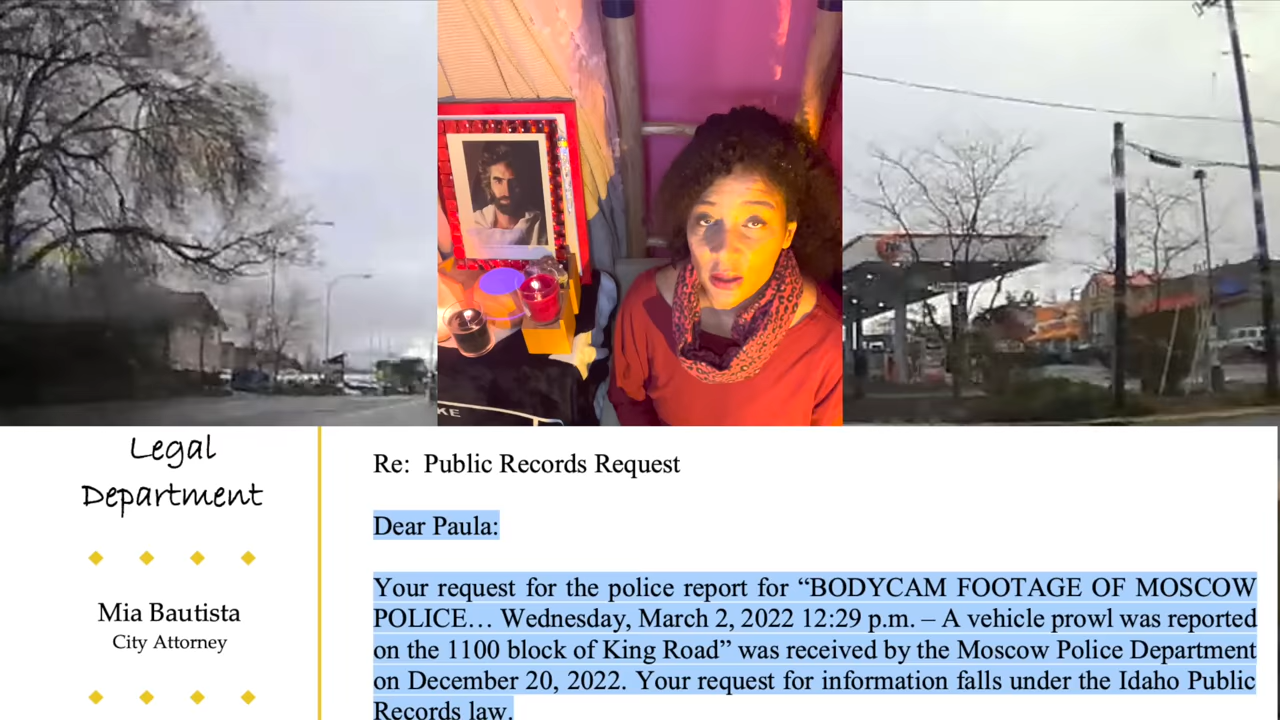 KE
Legal
Department
Mia Bautista
City Attorney
Re: Public Records Request
Dear Paula:
Your request for the police report for “BODYCAM FOOTAGE OF MOSCOW
POLICE… Wednesday, March 2, 2022 12:29 p.m. – A vehicle prowl was reported
on the 1100 block of King Road” was received by the Moscow Police Department
on December 20, 2022. Your request for information falls under the Idaho Public
Records law.